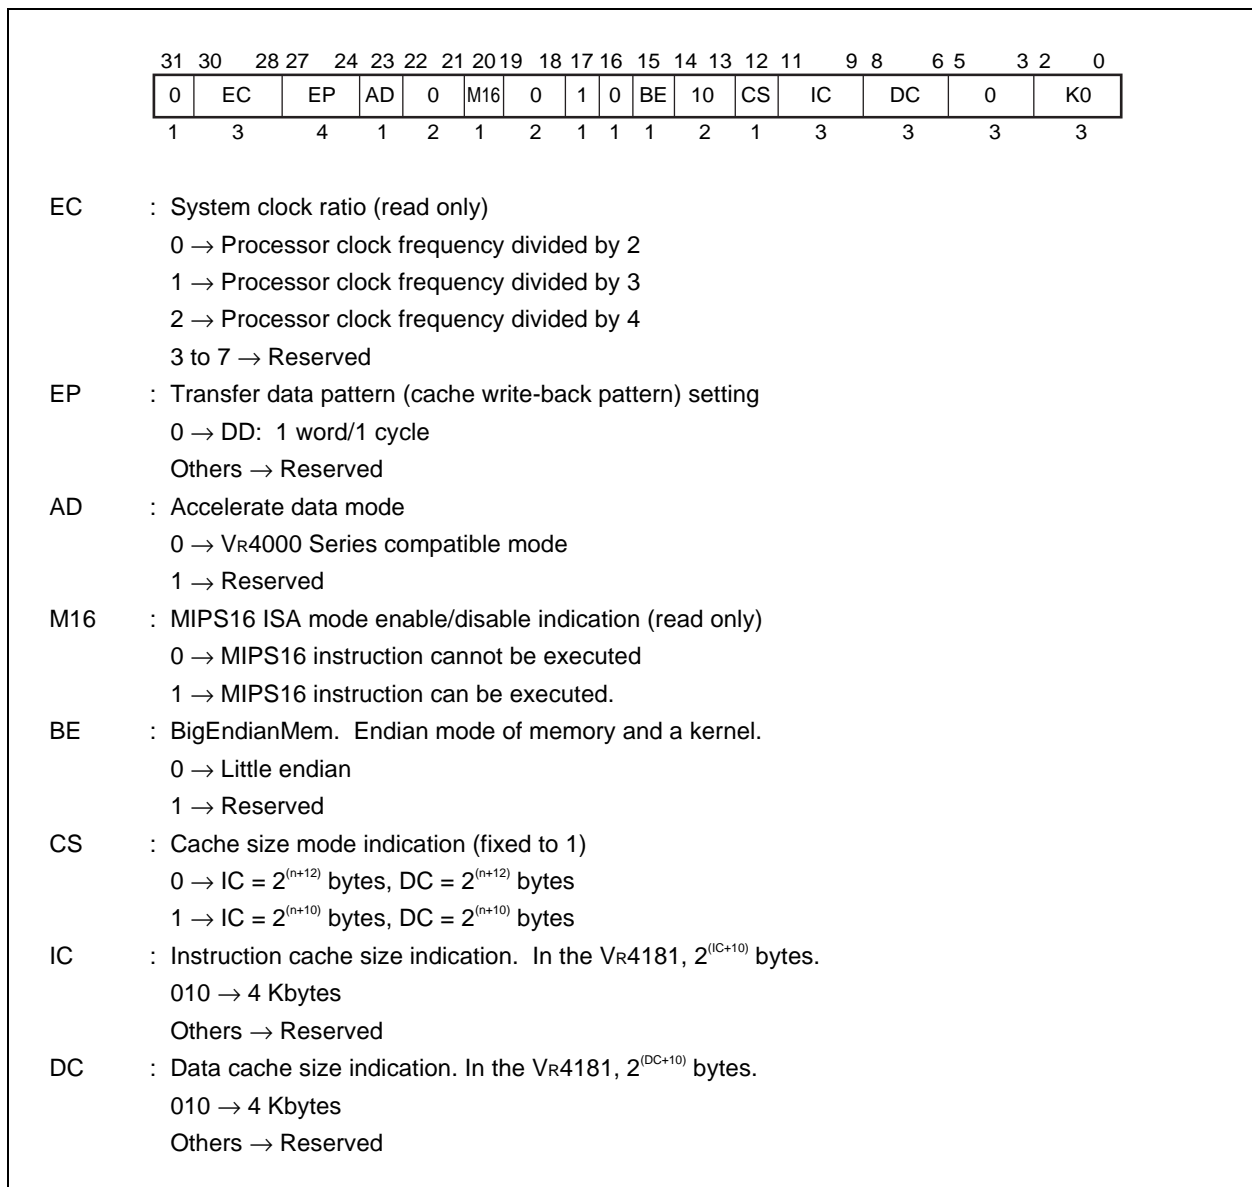 31 30 28 27 24 23 22 21 20 19 18 17 16 15 14 13 12 11 9 8 6 5 3 2 0
0 EC EP AD 0 M16 0 1 0 BE 10 CS IC DC 0 K0
1 3 4 1 2 1 2 1 1 1 2 1 3 3 3 3
EC : System clock ratio (read only)
0 → Processor clock frequency divided by 2
1 → Processor clock frequency divided by 3
2 → Processor clock frequency divided by 4
3 to 7 → Reserved
EP : Transfer data pattern (cache write-back pattern) setting
0 → DD: 1 word/1 cycle
Others → Reserved
AD : Accelerate data mode
0 → VR4000 Series compatible mode
1 → Reserved
M16 : MIPS16 ISA mode enable/disable indication (read only)
0 → MIPS16 instruction cannot be executed
1 → MIPS16 instruction can be executed.
BE : BigEndianMem. Endian mode of memory and a kernel.
0 → Little endian
1 → Reserved
CS : Cache size mode indication (fixed to 1)
0 → IC = 2^(n+12) bytes, DC = 2^(n+12) bytes
1 → IC = 2^(n+10) bytes, DC = 2^(n+10) bytes
IC : Instruction cache size indication. In the VR4181, 2^(IC+10) bytes.
010 → 4 Kbytes
Others → Reserved
DC : Data cache size indication. In the VR4181, 2^(DC+10) bytes.
010 → 4 Kbytes
Others → Reserved